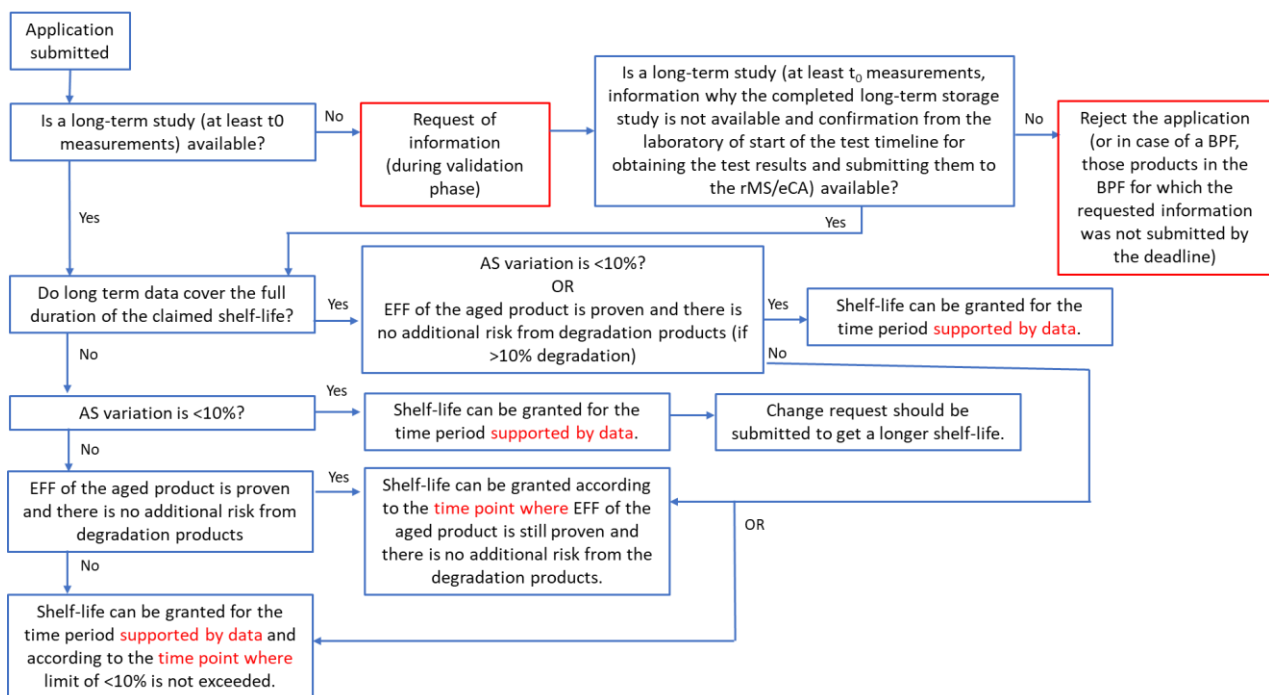 Application
submitted
Is a long-term study (at least t0
measurements) available?
No
Request of
information
(during validation
phase)
Is a long-term study (at least t₀ measurements,
information why the completed long-term storage
study is not available and confirmation from the
laboratory of start of the test timeline for
obtaining the test results and submitting them to
the rMS/eCA) available?
No
Reject the application
(or in case of a BPF,
those products in the
BPF for which the
requested information
was not submitted by
the deadline)
Yes
Yes
Do long term data cover the full
duration of the claimed shelf-life?
Yes
AS variation is <10%?
OR
EFF of the aged product is proven and there is
no additional risk from degradation products (if
>10% degradation)
Yes
Shelf-life can be granted for the
time period supported by data.
No
No
AS variation is <10%?
Yes
Shelf-life can be granted for the
time period supported by data.
Change request should be
submitted to get a longer shelf-life.
No
EFF of the aged product is proven
and there is no additional risk from
degradation products
Yes
Shelf-life can be granted according
to the time point where EFF of the
aged product is still proven and
there is no additional risk from the
degradation products.
OR
No
Shelf-life can be granted for the
time period supported by data and
according to the time point where
limit of <10% is not exceeded.